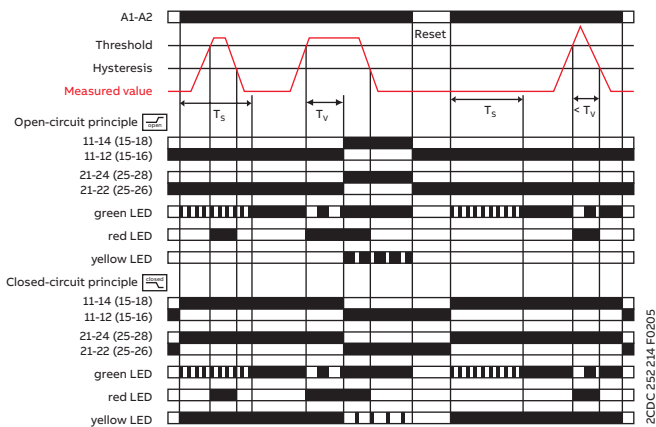 A1-A2
Reset
Threshold
Hysteresis
Measured value
Ts
Tv
Ts
< Tv
Open-circuit principle open
11-14 (15-18)
11-12 (15-16)
21-24 (25-28)
21-22 (25-26)
green LED
red LED
yellow LED
Closed-circuit principle closed
11-14 (15-18)
11-12 (15-16)
21-24 (25-28)
21-22 (25-26)
green LED
red LED
yellow LED
2CDC 252 214 F0205